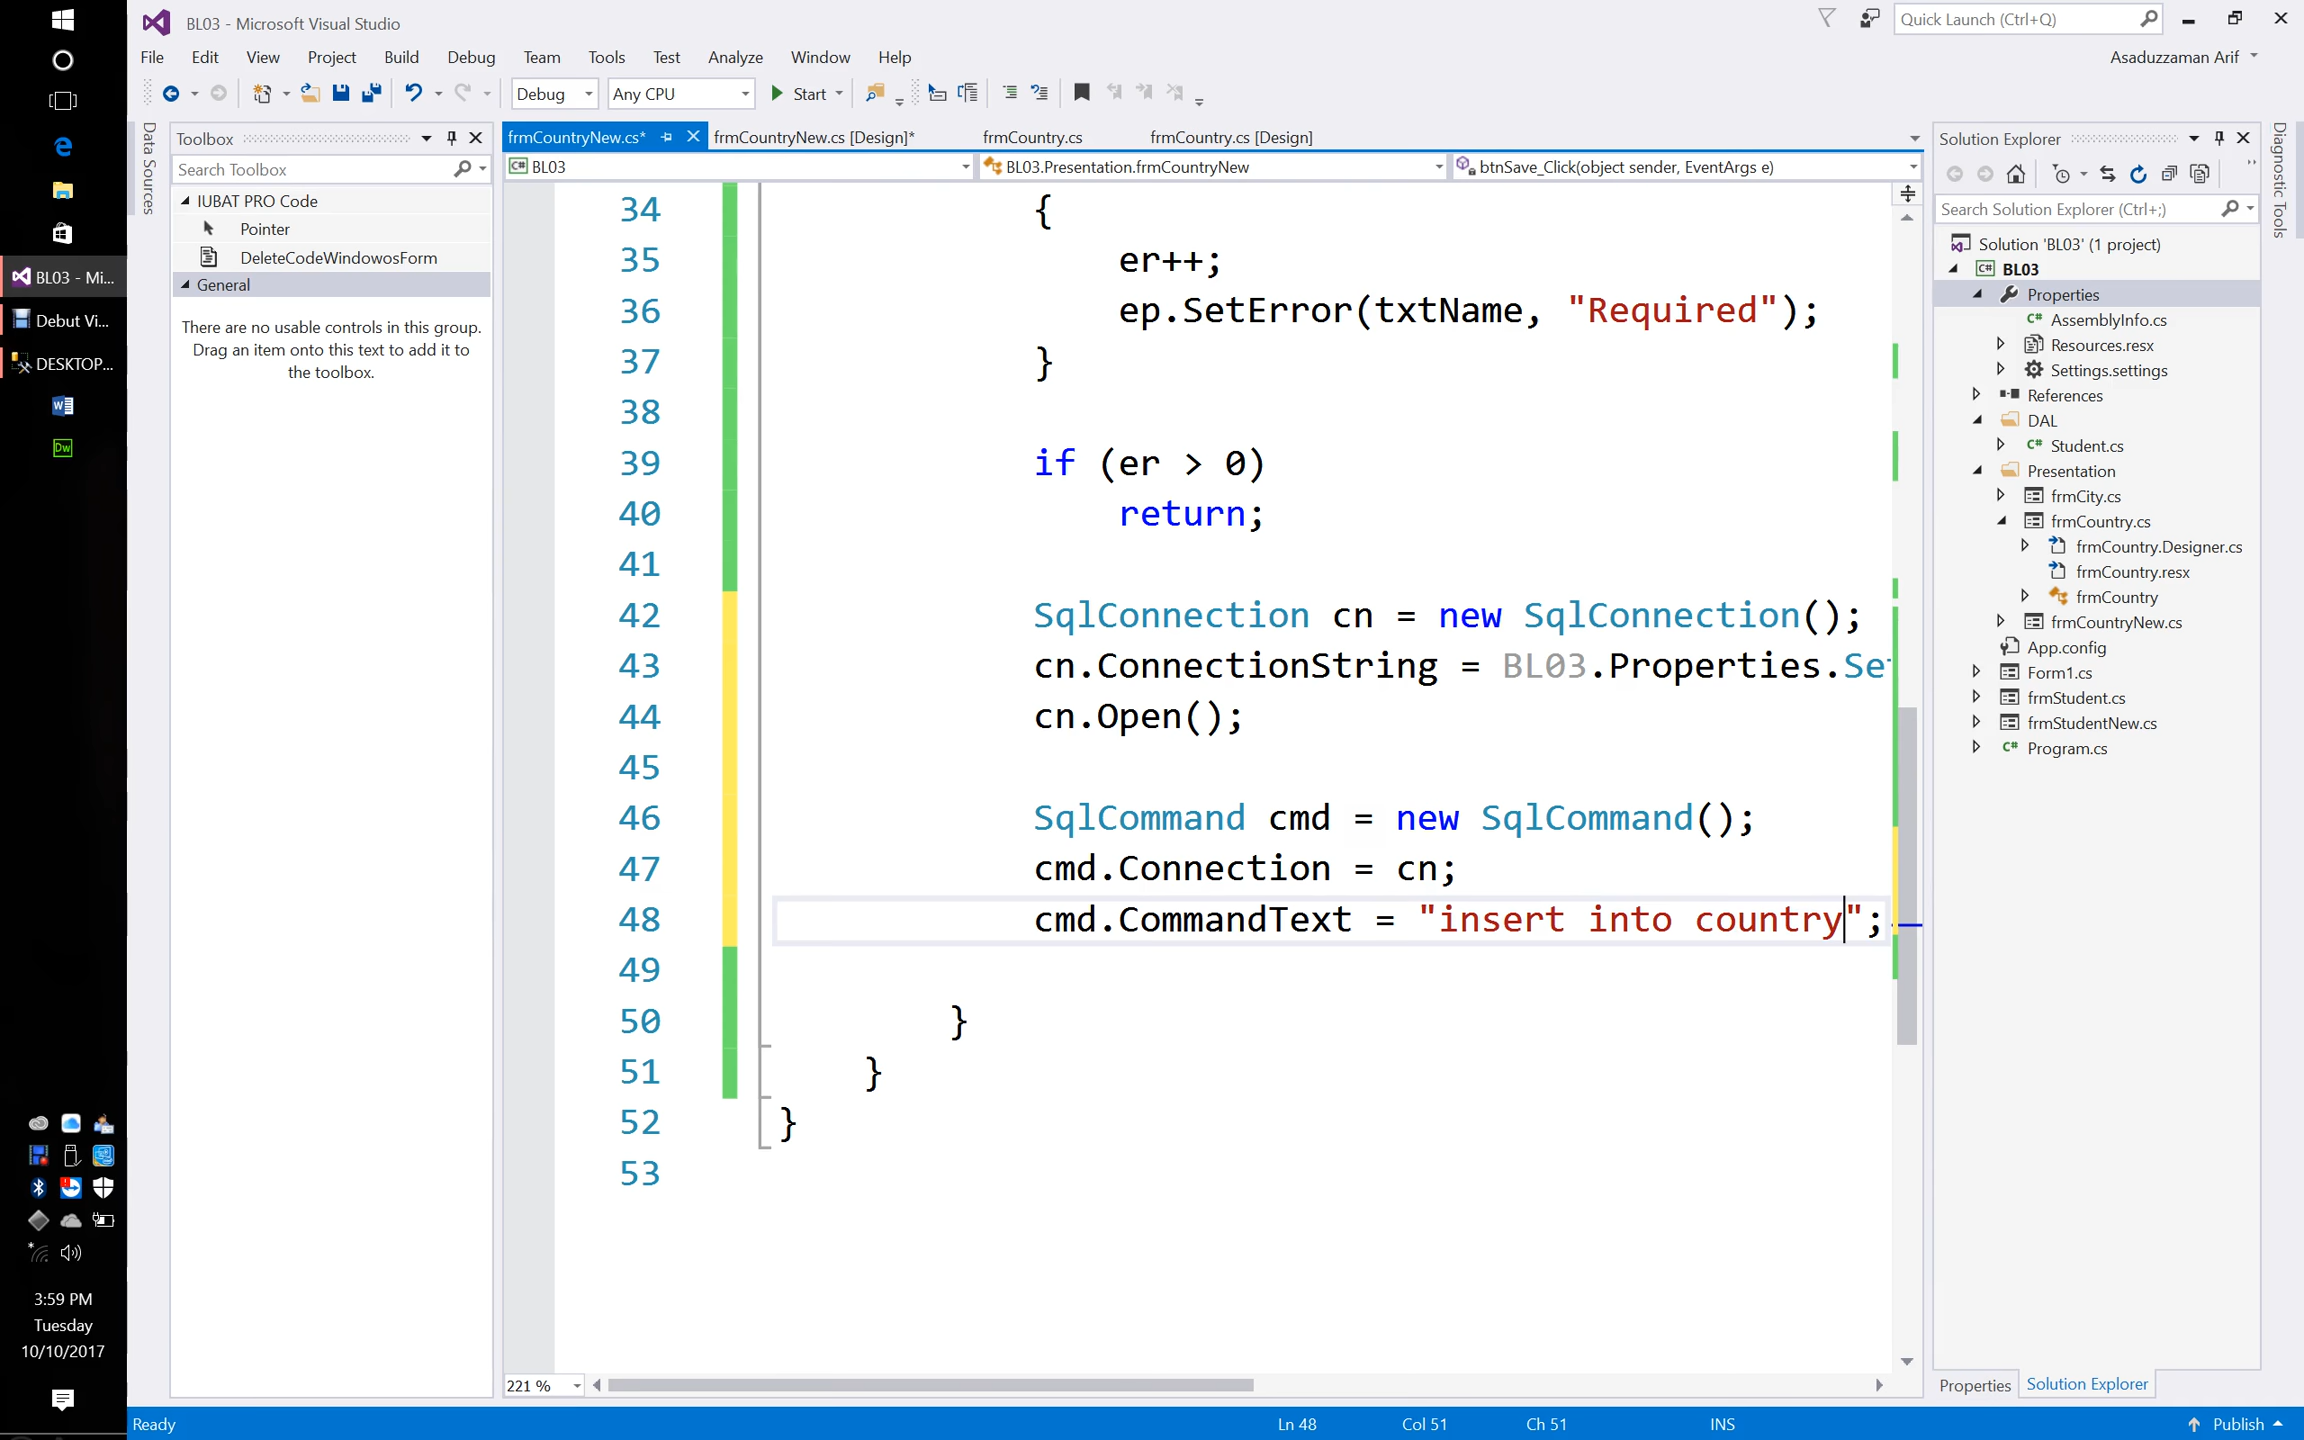 BL03 - Microsoft Visual Studio
Quick Launch (Ctrl+Q)
File Edit View Project Build Debug Team Tools Test Analyze Window Help
Asaduzzaman Arif
Debug Any CPU Start
Data Sources
Toolbox
Search Toolbox
IUBAT PRO Code
Pointer
DeleteCodeWindowosForm
General
There are no usable controls in this group.
Drag an item onto this text to add it to
the toolbox.
BL03 - Mi...
Debut Vi...
DESKTOP...
Dw
3:59 PM
Tuesday
10/10/2017
frmCountryNew.cs* frmCountryNew.cs [Design]* frmCountry.cs frmCountry.cs [Design]
BL03 BL03.Presentation.frmCountryNew btnSave_Click(object sender, EventArgs e)
34 {
35 er++;
36 ep.SetError(txtName, "Required");
37 }
38
39 if (er > 0)
40 return;
41
42 SqlConnection cn = new SqlConnection();
43 cn.ConnectionString = BL03.Properties.Set
44 cn.Open();
45
46 SqlCommand cmd = new SqlCommand();
47 cmd.Connection = cn;
48 cmd.CommandText = "insert into country";
49
50 }
51 }
52 }
53
221 %
Solution Explorer
Search Solution Explorer (Ctrl+;)
Solution 'BL03' (1 project)
BL03
Properties
AssemblyInfo.cs
Resources.resx
Settings.settings
References
DAL
Student.cs
Presentation
frmCity.cs
frmCountry.cs
frmCountry.Designer.cs
frmCountry.resx
frmCountry
frmCountryNew.cs
App.config
Form1.cs
frmStudent.cs
frmStudentNew.cs
Program.cs
Properties Solution Explorer
Diagnostic Tools
Ready Ln 48 Col 51 Ch 51 INS Publish